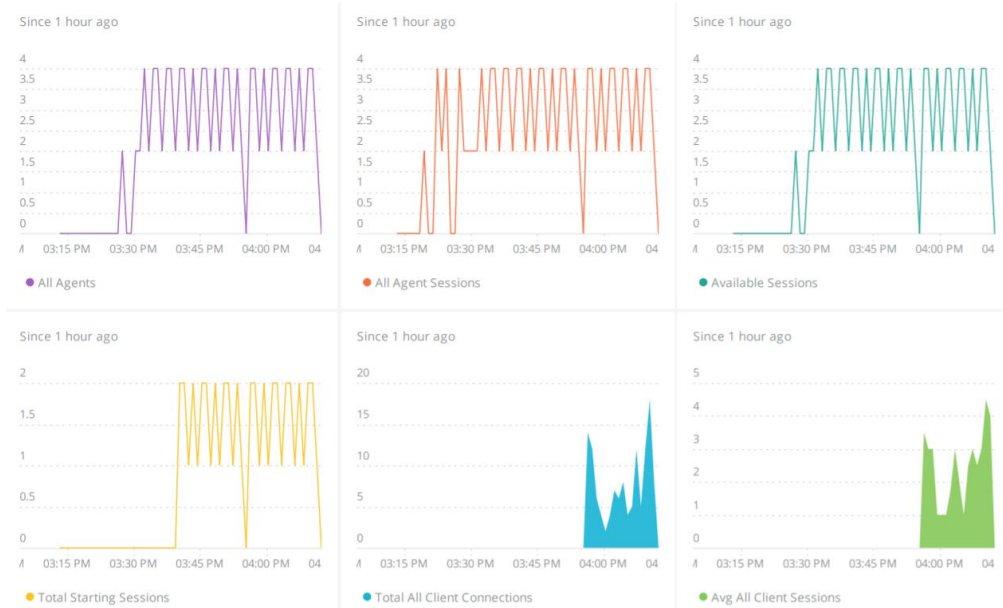 Since 1 hour ago
4
3.5
3
2.5
2
1.5
1
0.5
0
M 03:15 PM 03:30 PM 03:45 PM 04:00 PM 04
All Agents
Since 1 hour ago
4
3.5
3
2.5
2
1.5
1
0.5
0
M 03:15 PM 03:30 PM 03:45 PM 04:00 PM 04
All Agent Sessions
Since 1 hour ago
4
3.5
3
2.5
2
1.5
1
0.5
0
M 03:15 PM 03:30 PM 03:45 PM 04:00 PM 04
Available Sessions
Since 1 hour ago
2
1.5
1
0.5
0
M 03:15 PM 03:30 PM 03:45 PM 04:00 PM 04
Total Starting Sessions
Since 1 hour ago
20
15
10
5
0
M 03:15 PM 03:30 PM 03:45 PM 04:00 PM 04
Total All Client Connections
Since 1 hour ago
5
4
3
2
1
0
M 03:15 PM 03:30 PM 03:45 PM 04:00 PM 04
Avg All Client Sessions